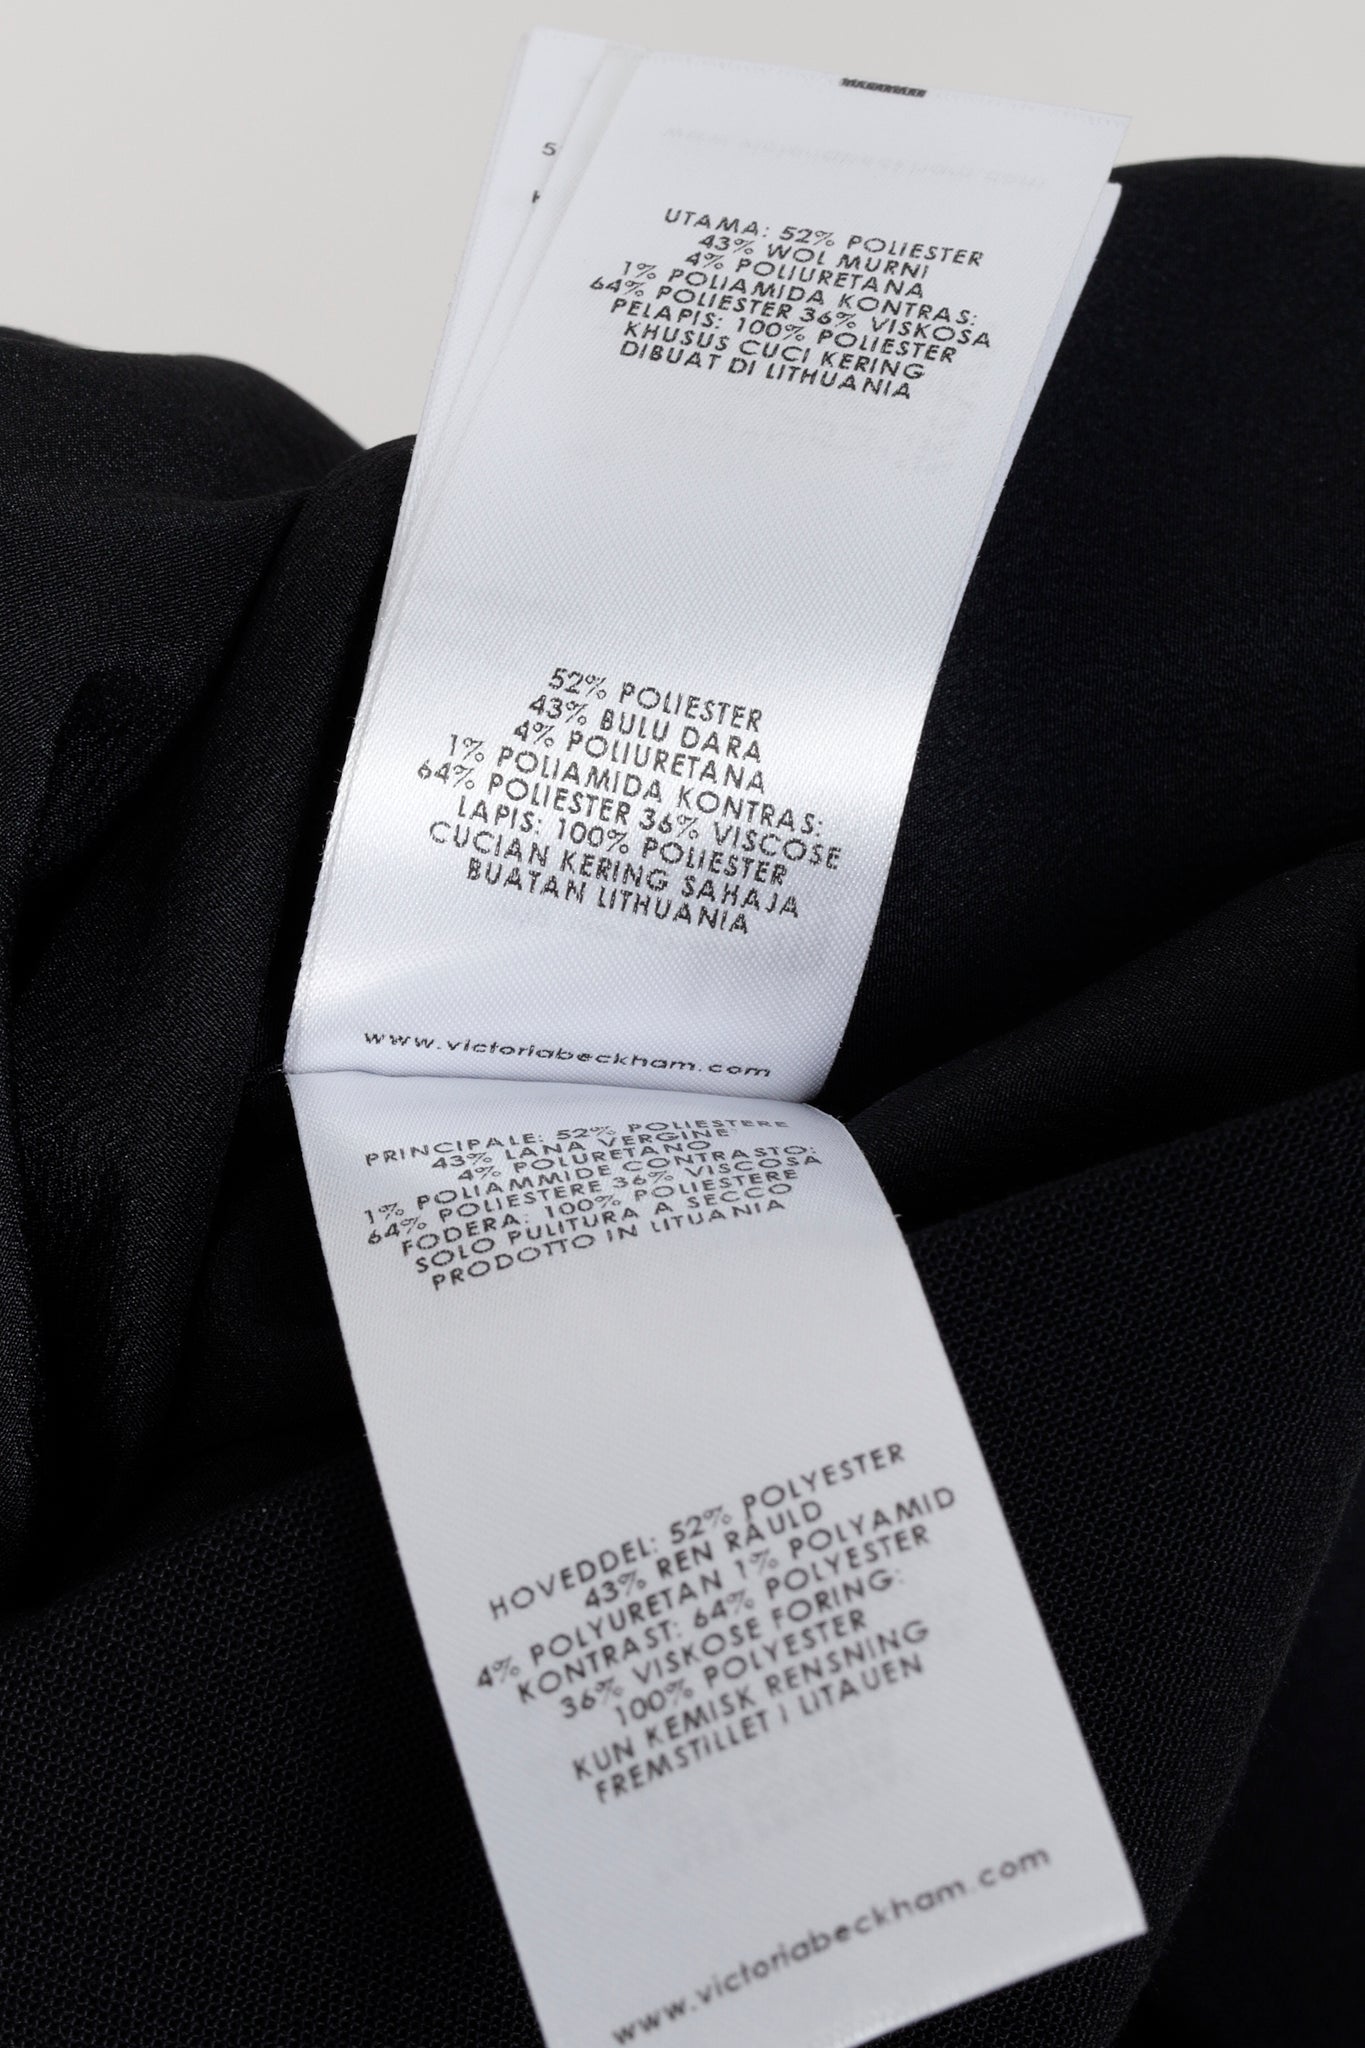 UTAMA: 52% POLIESTER
43% WOL MURNI
4% POLIURETANA
1% POLIAMIDA KONTRAS:
64% POLIESTER 36% VISKOSA
PELAPIS: 100% POLIESTER
KHUSUS CUCI KERING
DIBUAT DI LITHUANIA
52% POLIESTER
43% BULU DARA
4% POLIURETANA
1% POLIAMIDA KONTRAS:
64% POLIESTER 36% VISCOSE
LAPIS: 100% POLIESTER
CUCIAN KERING SAHAJA
BUATAN LITHUANIA
www.victoriabeckham.com
PRINCIPALE: 52% POLIESTERE
43% LANA VERGINE
4% POLURETANO
1% POLIAMMIDE CONTRASTO:
64% POLIESTERE 36% VISCOSA
FODERA: 100% POLIESTERE
SOLO PULITURA A SECCO
PRODOTTO IN LITUANIA
HOVEDDEL: 52% POLYESTER
43% REN RÅULD
4% POLYURETAN 1% POLYAMID
KONTRAST: 64% POLYESTER
36% VISKOSE FORING:
100% POLYESTER
KUN KEMISK RENSNING
FREMSTILLET I LITAUEN
www.victoriabeckham.com